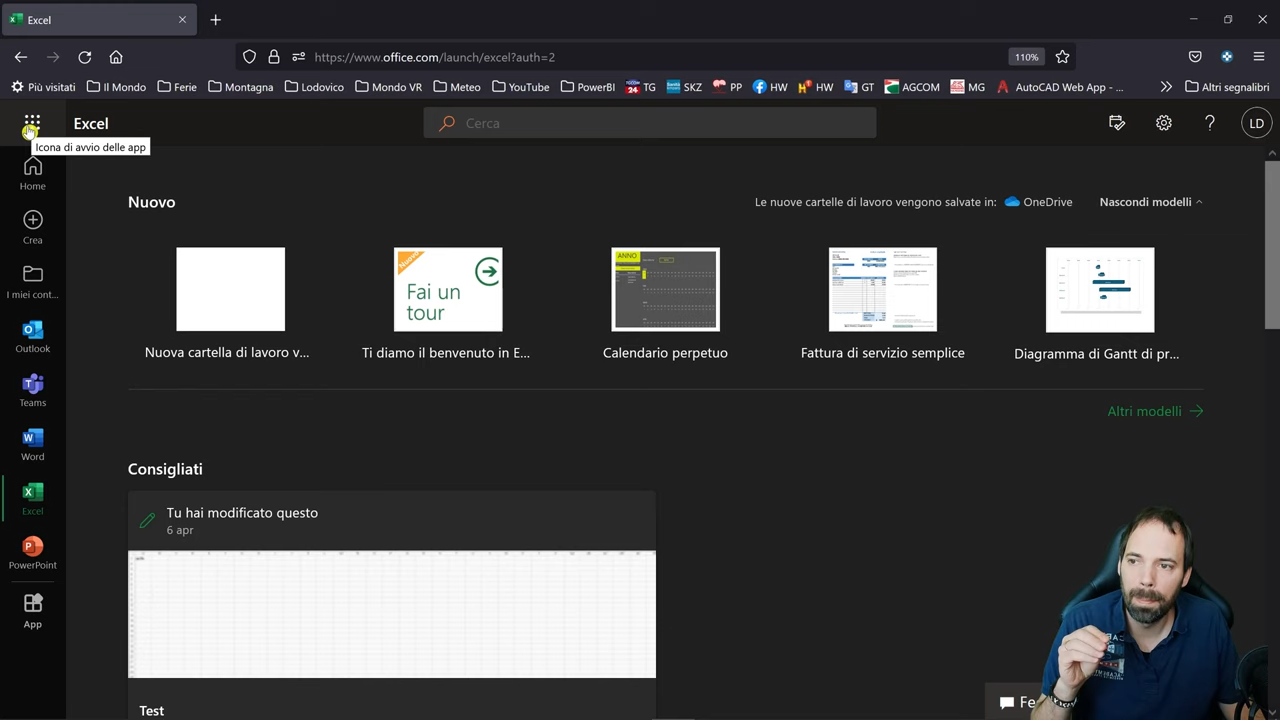 Excel
https://www.office.com/launch/excel?auth=2
110%
Più visitati
Il Mondo
Ferie
Montagna
Lodovico
Mondo VR
Meteo
YouTube
PowerBI
TG
SKZ
PP
HW
HW
GT
AGCOM
MG
AutoCAD Web App - ...
Altri segnalibri
Excel
Cerca
LD
Icona di avvio delle app
Home
Crea
I miei cont...
Outlook
Teams
Word
Excel
PowerPoint
App
Nuovo
Le nuove cartelle di lavoro vengono salvate in: OneDrive
Nascondi modelli
Nuovo
Fai un
tour
ANNO
Nuova cartella di lavoro v...
Ti diamo il benvenuto in E...
Calendario perpetuo
Fattura di servizio semplice
Diagramma di Gantt di pr...
Altri modelli
Consigliati
Tu hai modificato questo
6 apr
Test